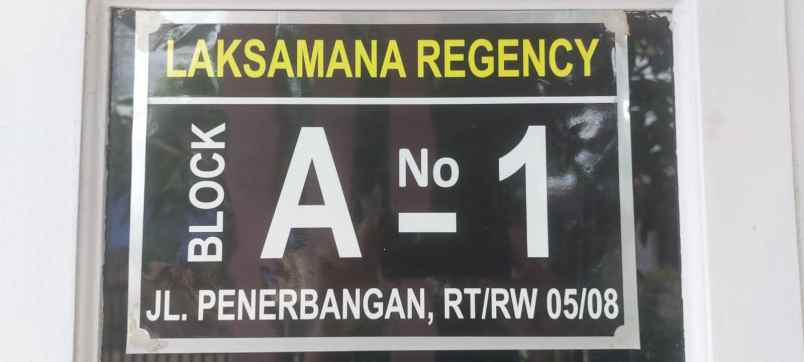 LAKSAMANA REGENCY
BLOCK A No - 1
JL. PENERBANGAN, RT/RW 05/08